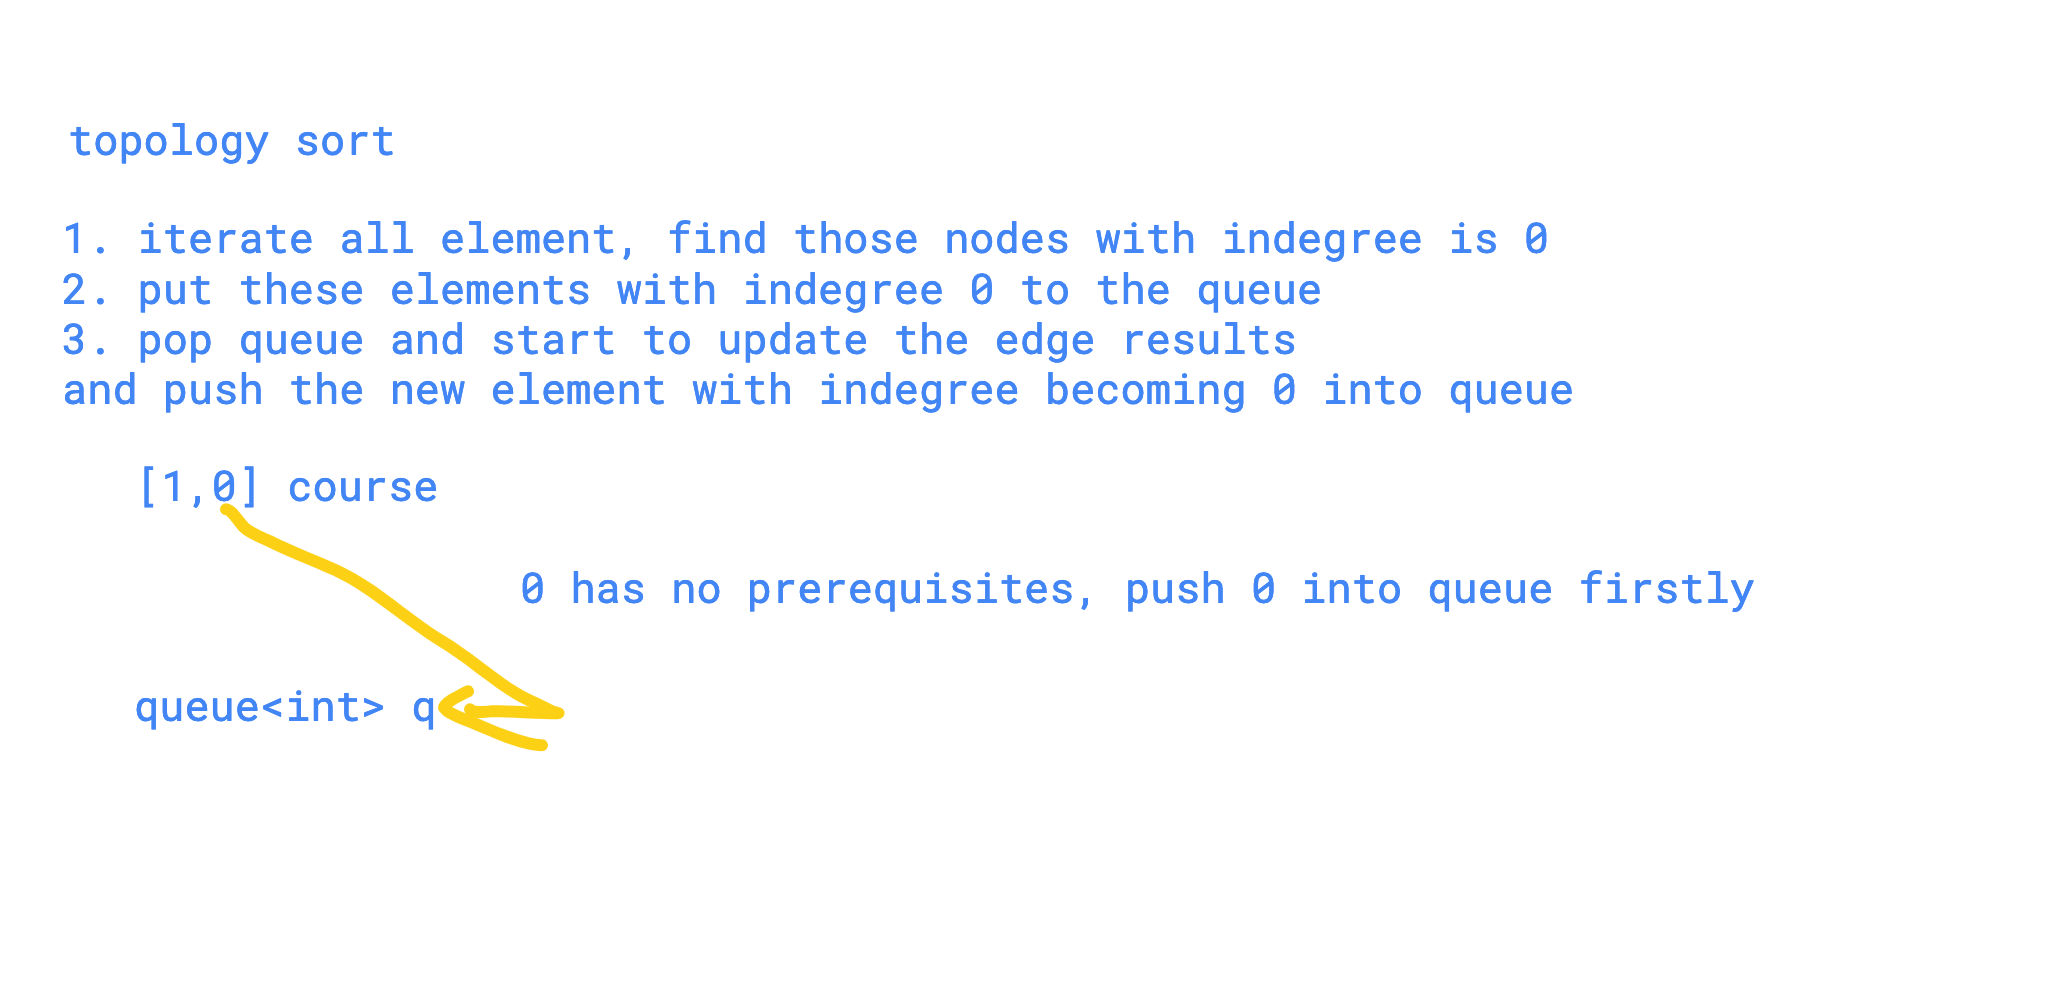 topology sort
1. iterate all element, find those nodes with indegree is 0
2. put these elements with indegree 0 to the queue
3. pop queue and start to update the edge results
and push the new element with indegree becoming 0 into queue
[1,0] course
0 has no prerequisites, push 0 into queue firstly
queue<int> q